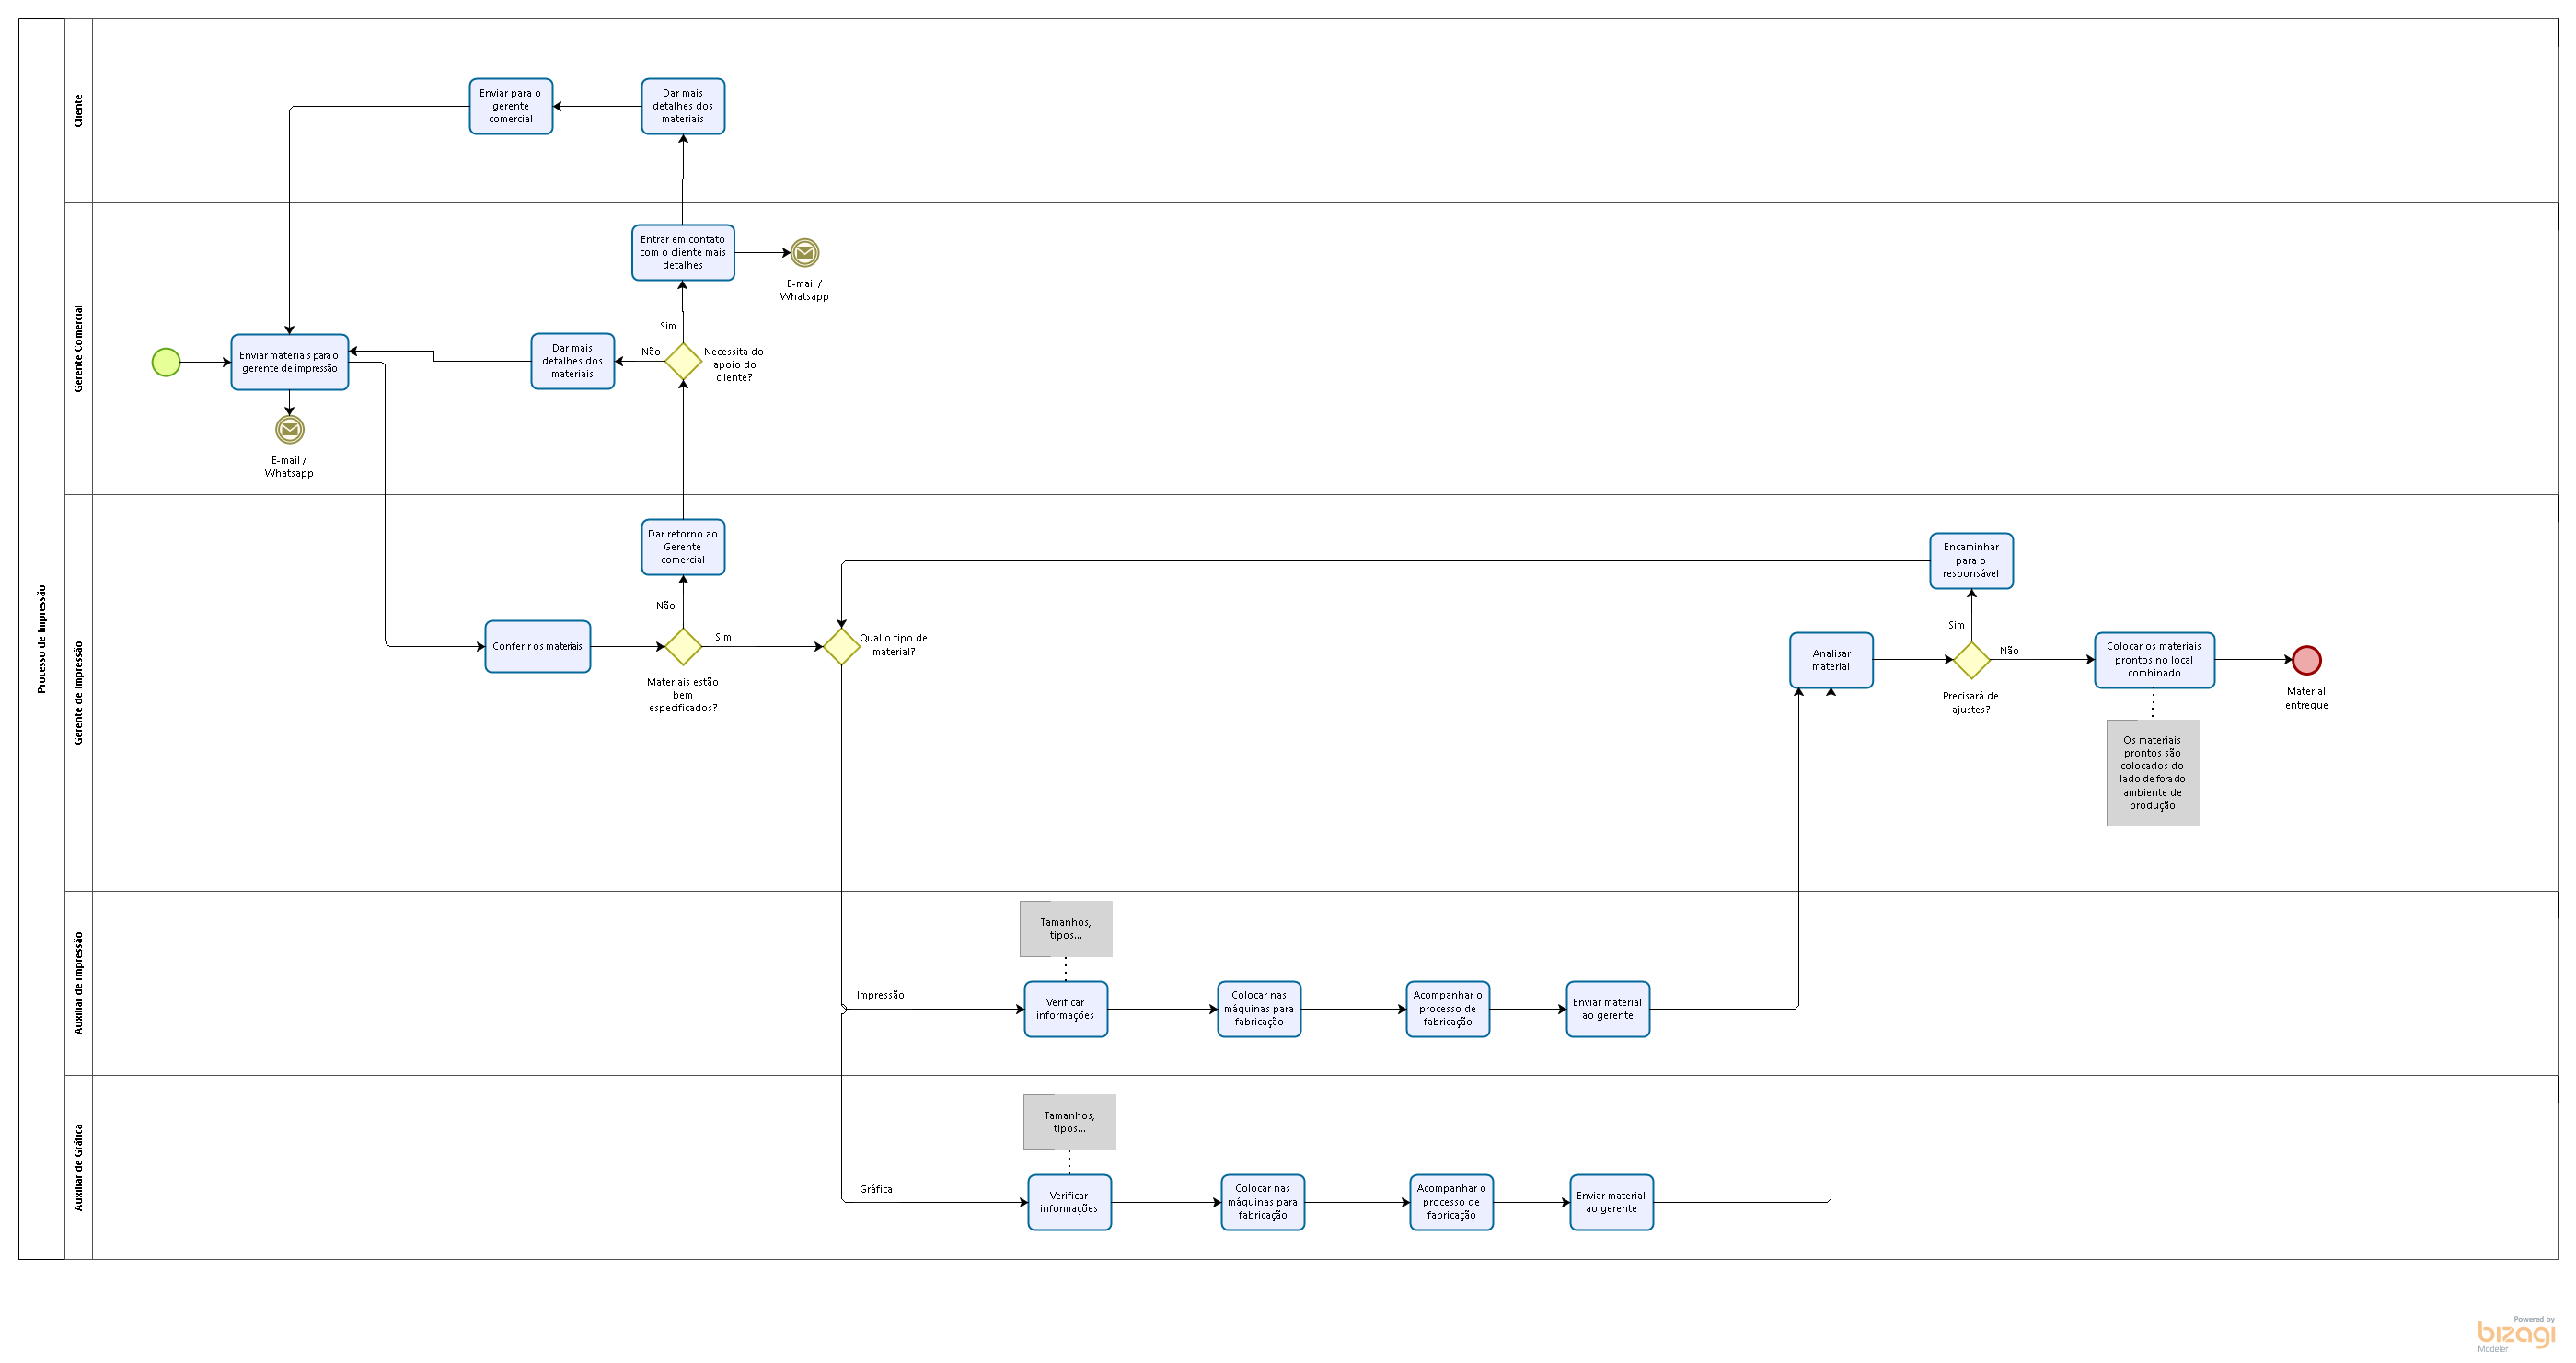 Processo de Impressão
Cliente
Enviar para o
gerente
comercial
Dar mais
detalhes dos
materiais
Gerente Comercial
Entrar em contato
com o cliente mais
detalhes
E-mail /
Whatsapp
Sim
Enviar materiais para o
gerente de impressão
Dar mais
detalhes dos
materiais
Não
Necessita do
apoio do
cliente?
E-mail /
Whatsapp
Gerente de Impressão
Dar retorno ao
Gerente
comercial
Não
Conferir os materiais
Sim
Materiais estão
bem
especificados?
Qual o tipo de
material?
Encaminhar
para o
responsável
Sim
Analisar
material
Não
Precisará de
ajustes?
Colocar os materiais
prontos no local
combinado
Material
entregue
Os materiais
prontos são
colocados do
lado de fora do
ambiente de
produção
Auxiliar de impressão
Tamanhos,
tipos...
Impressão
Verificar
informações
Colocar nas
máquinas para
fabricação
Acompanhar o
processo de
fabricação
Enviar material
ao gerente
Auxiliar de Gráfica
Tamanhos,
tipos...
Gráfica
Verificar
informações
Colocar nas
máquinas para
fabricação
Acompanhar o
processo de
fabricação
Enviar material
ao gerente
Powered by
bizagi
Modeler